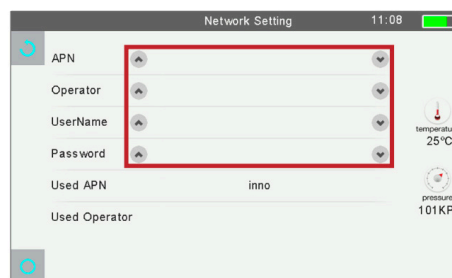 Network Setting 11:08
APN
Operator
UserName
Password
Used APN inno
Used Operator
temperatu
25°C
pressure
101KP